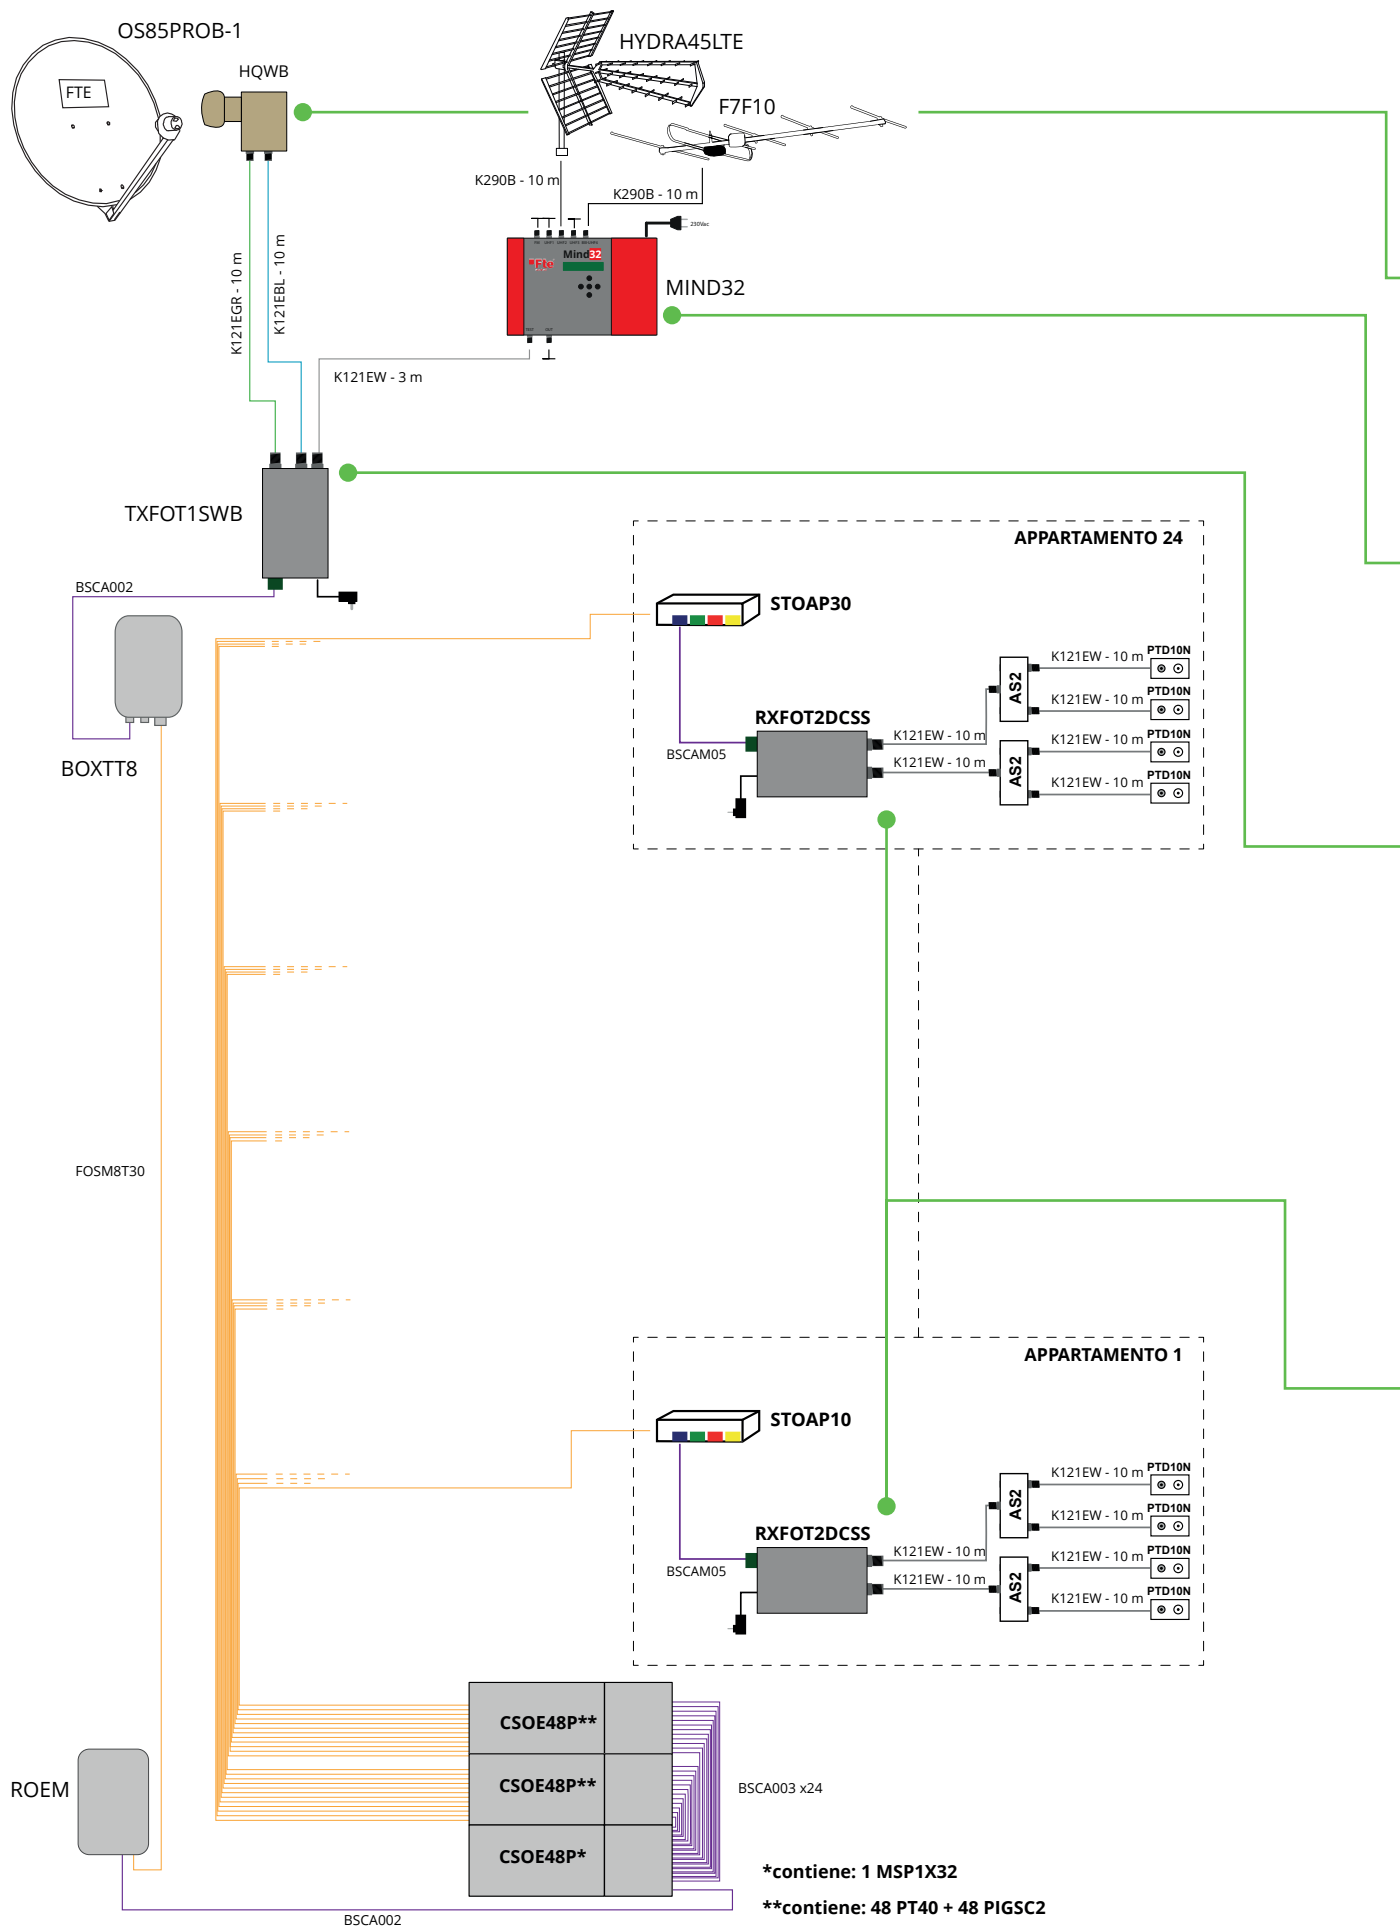 OS85PROB-1
FTE
HQWB
HYDRA45LTE
F7F10
K290B - 10 m
K290B - 10 m
230Vac
Mind32
Fte
TEST
OUT
MIND32
K121EGR - 10 m
K121EBL - 10 m
K121EW - 3 m
TXFOT1SWB
BSCA002
BOXTT8
APPARTAMENTO 24
STOAP30
RXFOT2DCSS
BSCAM05
K121EW - 10 m
K121EW - 10 m
AS2
AS2
K121EW - 10 m
PTD10N
K121EW - 10 m
PTD10N
K121EW - 10 m
PTD10N
K121EW - 10 m
PTD10N
FOSM8T30
APPARTAMENTO 1
STOAP10
RXFOT2DCSS
BSCAM05
K121EW - 10 m
K121EW - 10 m
AS2
AS2
K121EW - 10 m
PTD10N
K121EW - 10 m
PTD10N
K121EW - 10 m
PTD10N
K121EW - 10 m
PTD10N
CSOE48P**
CSOE48P**
CSOE48P*
ROEM
BSCA003 x24
BSCA002
*contiene: 1 MSP1X32
**contiene: 48 PT40 + 48 PIGSC2